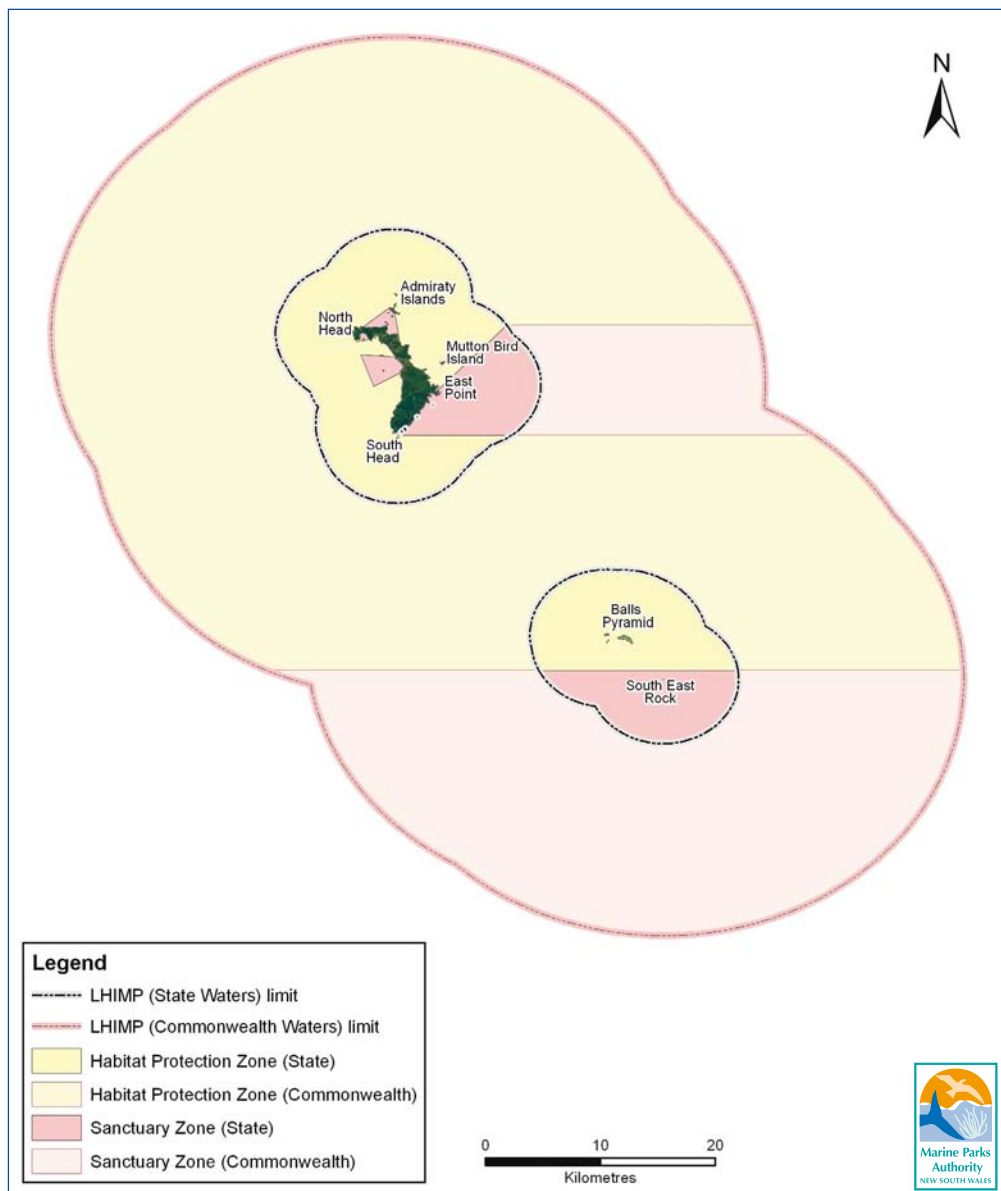 N
Admiraty
Islands
North
Head
Mutton Bird
Island
East
Point
South
Head
Balls
Pyramid
South East
Rock
Legend
LHIMP (State Waters) limit
LHIMP (Commonwealth Waters) limit
Habitat Protection Zone (State)
Habitat Protection Zone (Commonwealth)
Sanctuary Zone (State)
Sanctuary Zone (Commonwealth)
0 10 20
Kilometres
Marine Parks
Authority
NEW SOUTH WALES